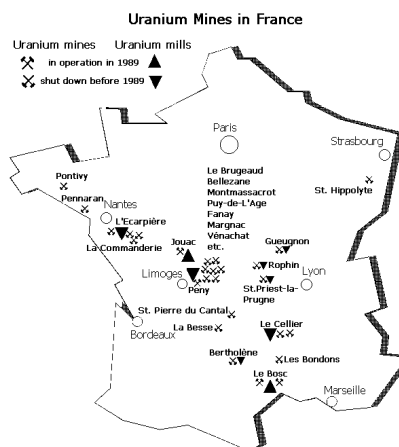 Uranium Mines in France
Uranium mines
Uranium mills
in operation in 1989
shut down before 1989
Paris
Strasbourg
St. Hippolyte
Pontivy
Pennaran
Nantes
L'Ecarpière
La Commanderie
Le Brugeaud
Bellezane
Montmassacrot
Puy-de-L'Age
Fanay
Margnac
Vénachat
etc.
Jouac
Limoges
Pény
Gueugnon
Rophin
St.Priest-la-
Prugne
Lyon
St. Pierre du Cantal
La Besse
Bordeaux
Le Cellier
Bertholène
Les Bondons
Le Bosc
Marseille